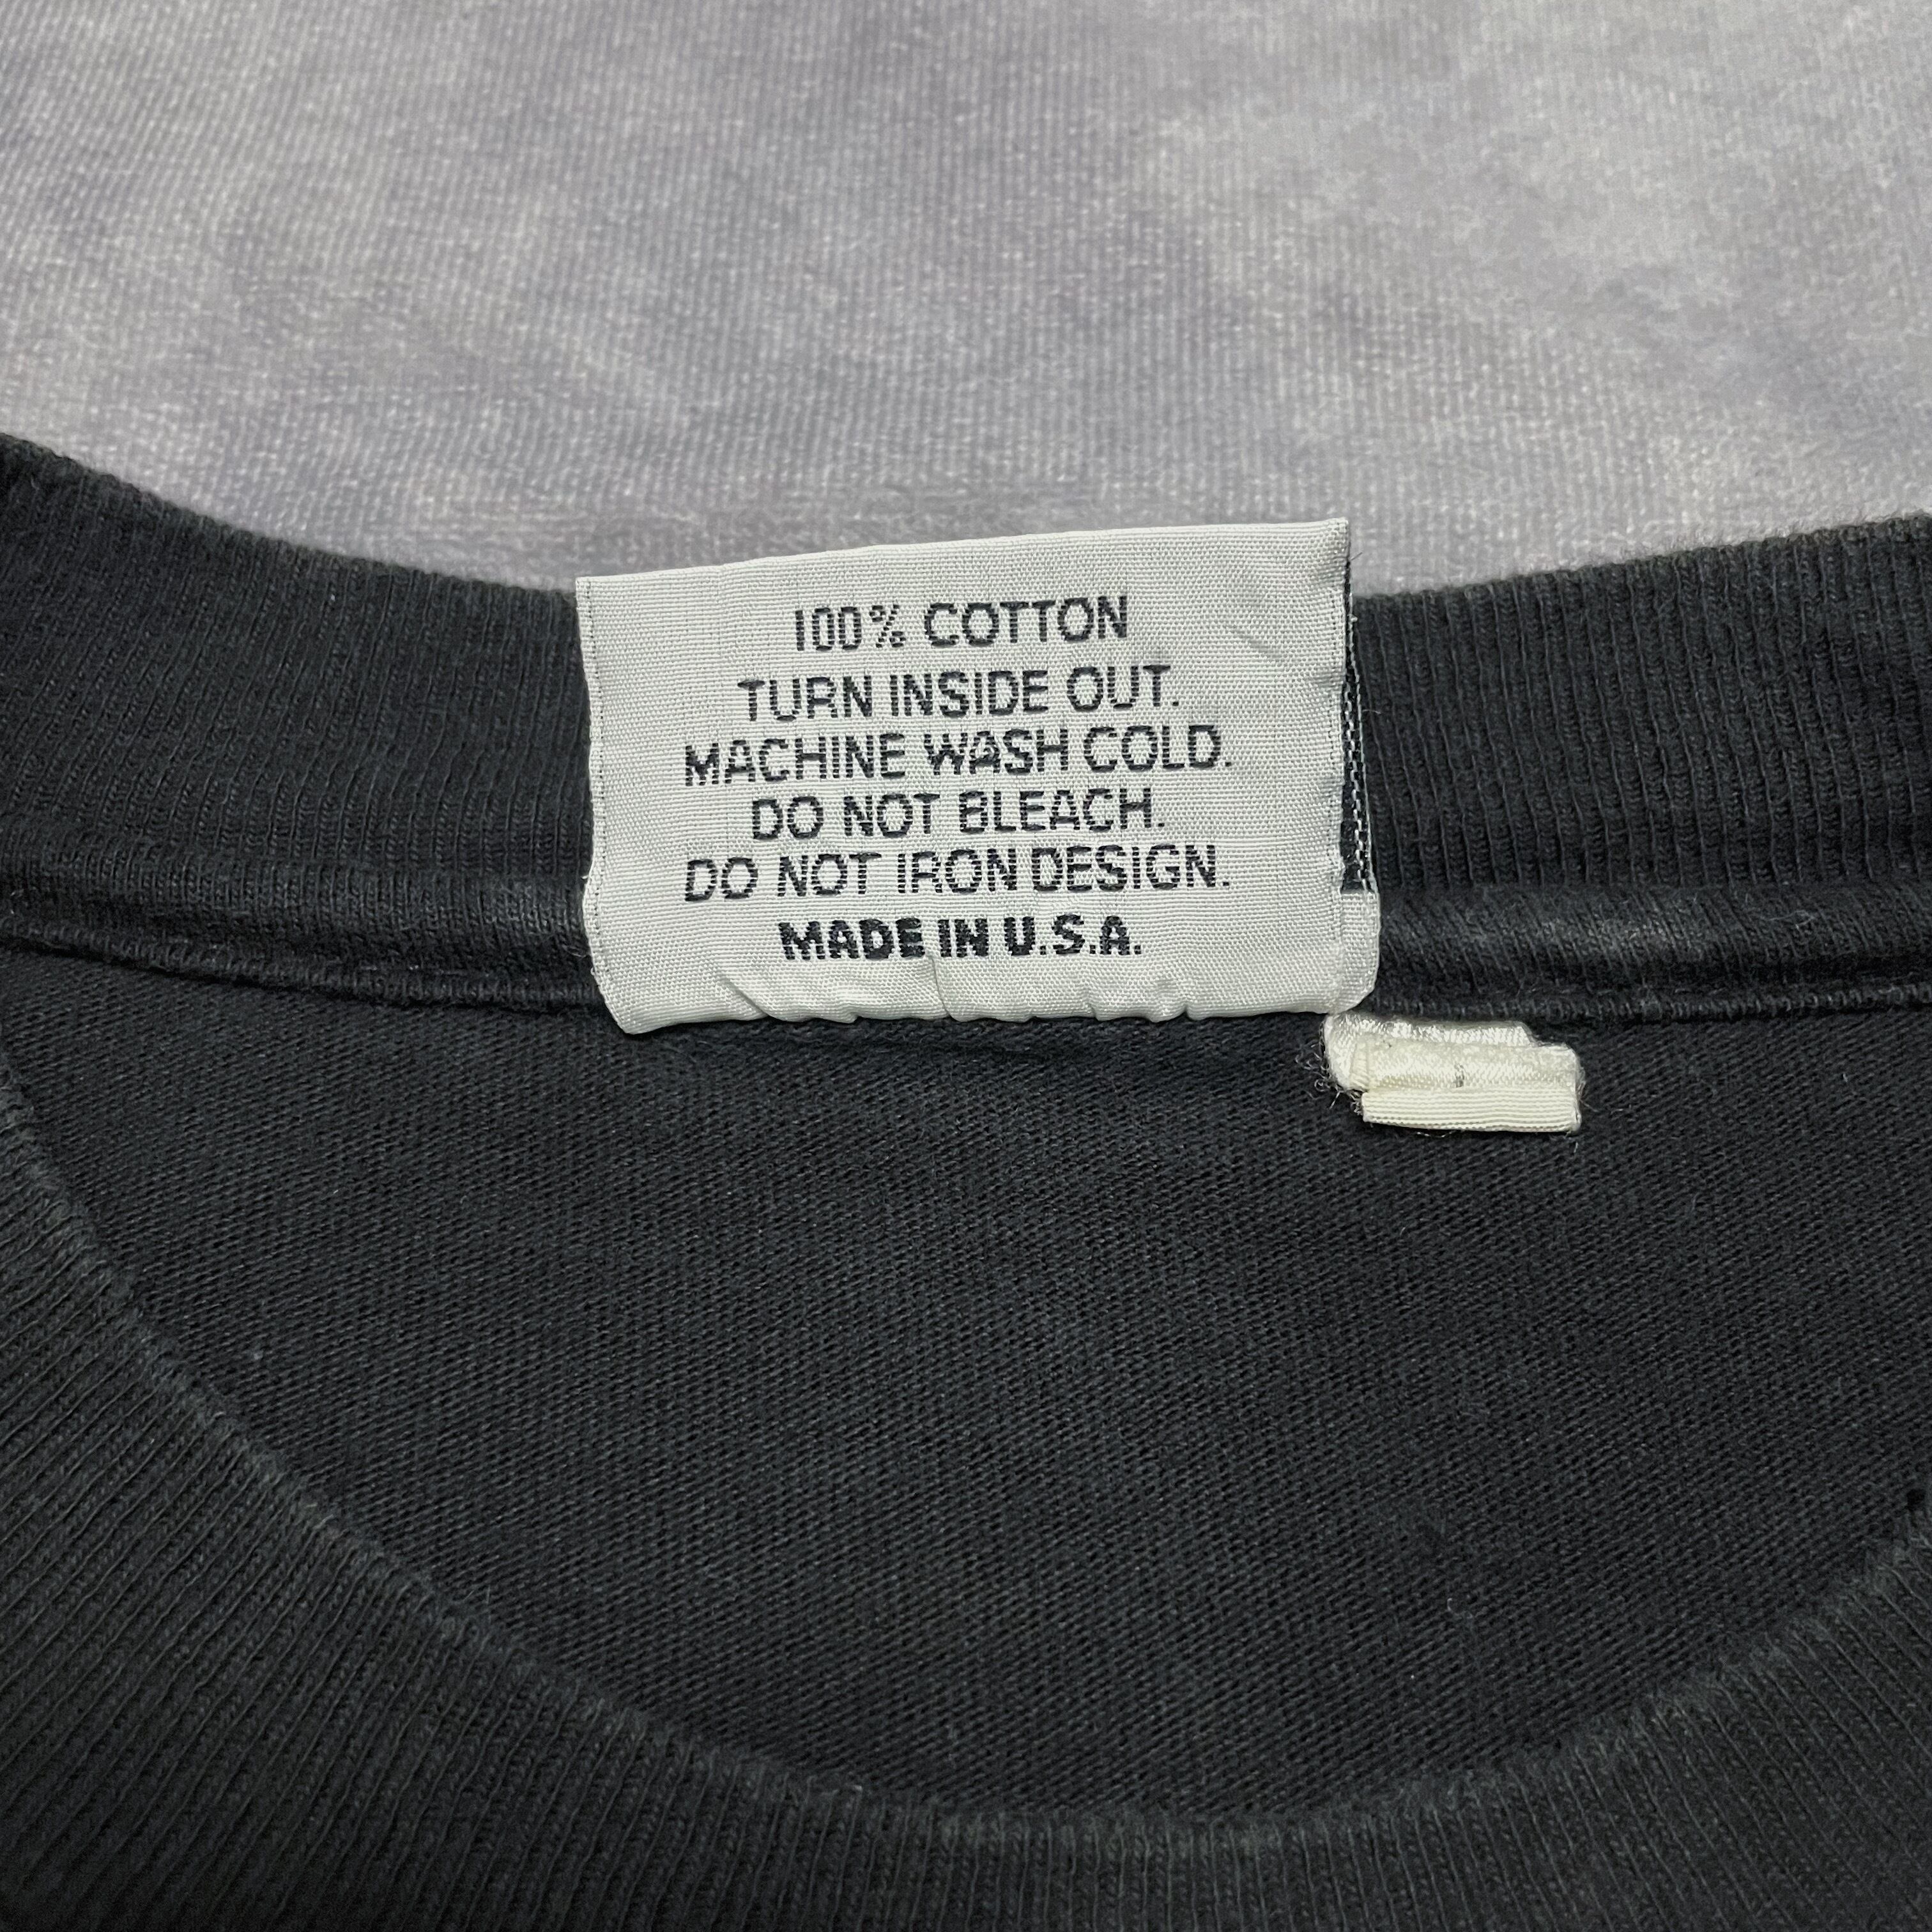 100% COTTON
TURN INSIDE OUT.
MACHINE WASH COLD.
DO NOT BLEACH.
DO NOT IRON DESIGN.
MADE IN U.S.A.